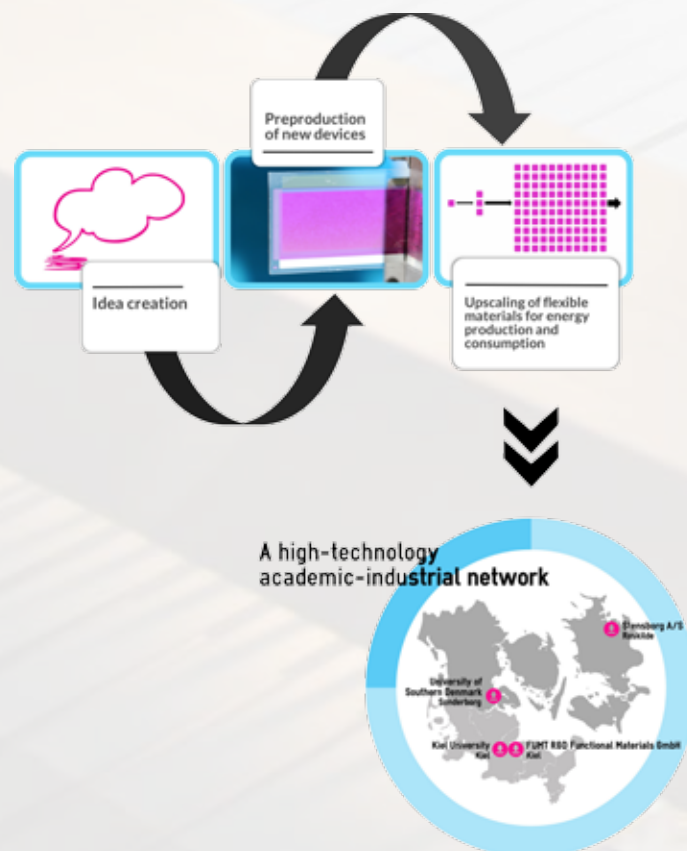 Preproduction
of new devices
Idea creation
Upscaling of flexible
materials for energy
production and
consumption
A high-technology
academic-industrial network
Stensborg A/S
Roskilde
University of
Southern Denmark
Sonderborg
Kiel University
Kiel
FUMT R&D Functional Materials GmbH
Kiel